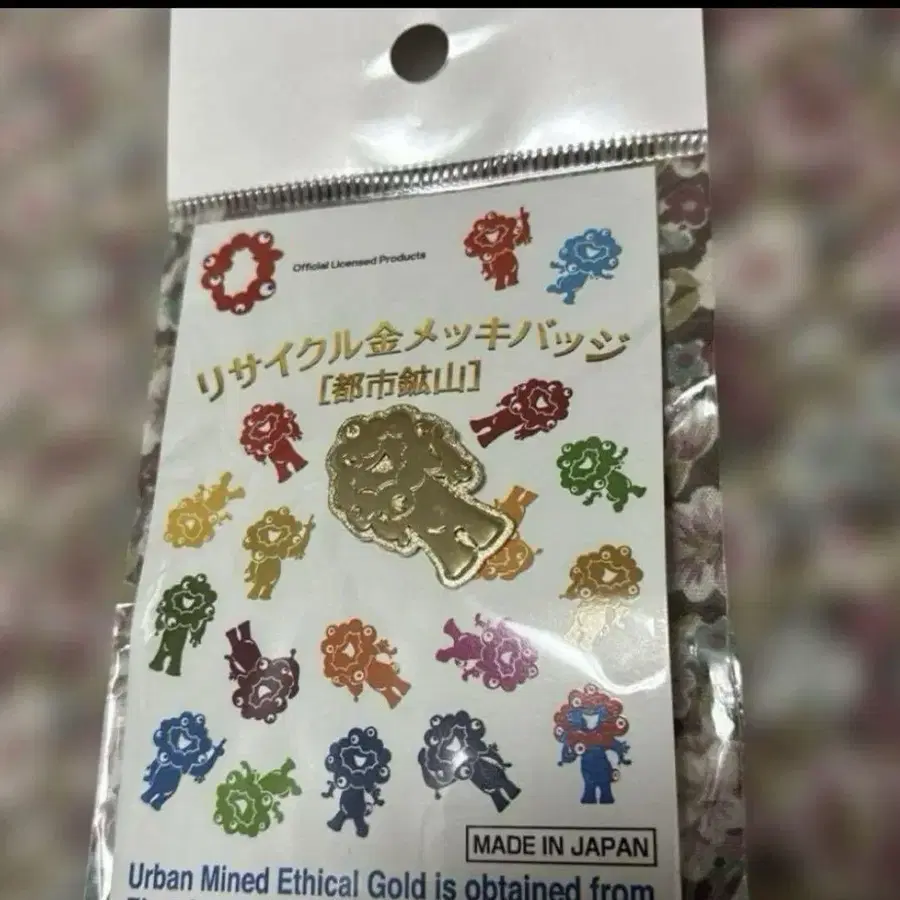 Official Licensed Products
リサイクル金メッキバッジ
[都市鉱山]
MADE IN JAPAN
Urban Mined Ethical Gold is obtained from